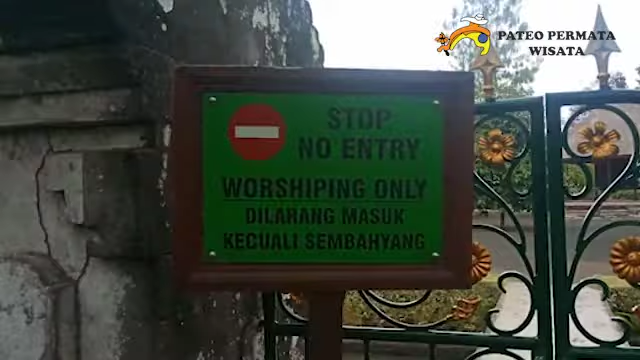 PATEO PERMATA
WISATA
STOP
NO ENTRY
WORSHIPING ONLY
DILARANG MASUK
KECUALI SEMBAHYANG